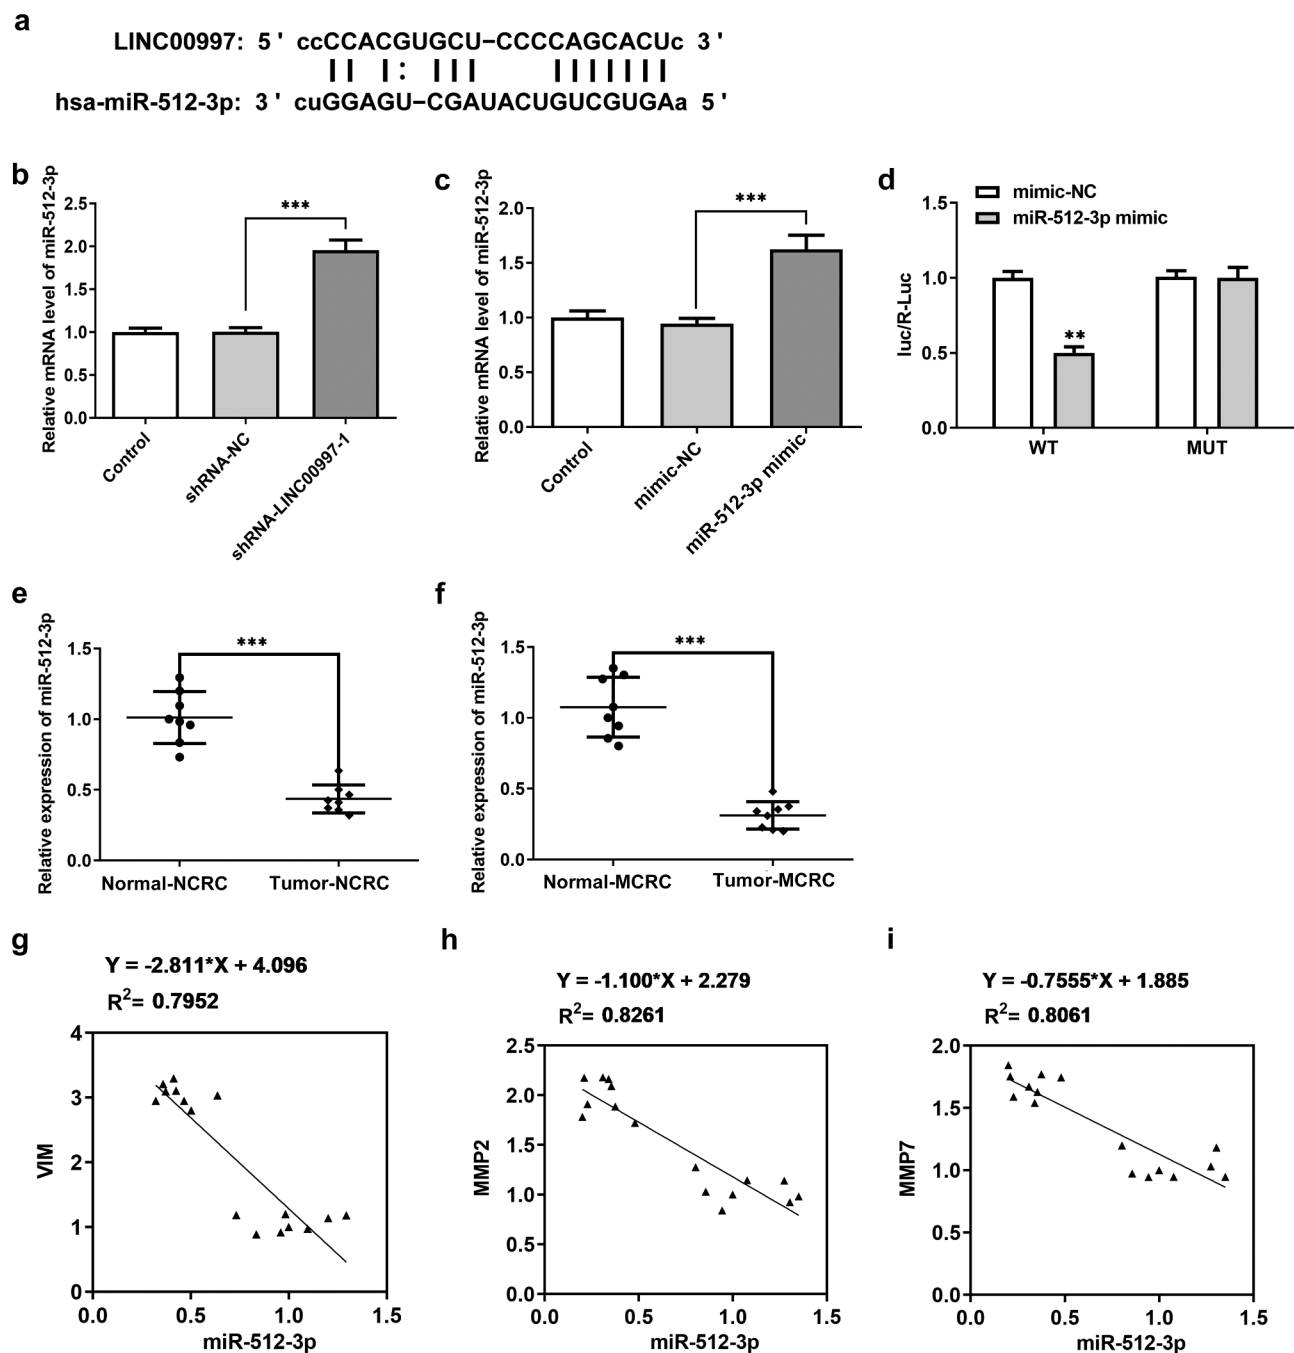 a
LINC00997: 5 ' ccCCACGUGCU−CCCCAGCACUc 3 '
hsa-miR-512-3p: 3 ' cuGGAGU−CGAUACUGUCGUGAa 5 '
b
Relative mRNA level of miR-512-3p
2.5
2.0
1.5
1.0
0.5
0.0
***
Control
shRNA-NC
shRNA-LINC00997-1
c
Relative mRNA level of miR-512-3p
2.0
1.5
1.0
0.5
0.0
***
Control
mimic-NC
miR-512-3p mimic
d
mimic-NC
miR-512-3p mimic
luc/R-Luc
1.5
1.0
0.5
0.0
**
WT
MUT
e
Relative expression of miR-512-3p
1.5
1.0
0.5
0.0
***
Normal-NCRC
Tumor-NCRC
f
Relative expression of miR-512-3p
1.5
1.0
0.5
0.0
***
Normal-MCRC
Tumor-MCRC
g
Y = -2.811*X + 4.096
R²= 0.7952
VIM
4
3
2
1
0
0.0 0.5 1.0 1.5
miR-512-3p
h
Y = -1.100*X + 2.279
R²= 0.8261
MMP2
2.5
2.0
1.5
1.0
0.5
0.0
0.0 0.5 1.0 1.5
miR-512-3p
i
Y = -0.7555*X + 1.885
R²= 0.8061
MMP7
2.0
1.5
1.0
0.5
0.0
0.0 0.5 1.0 1.5
miR-512-3p